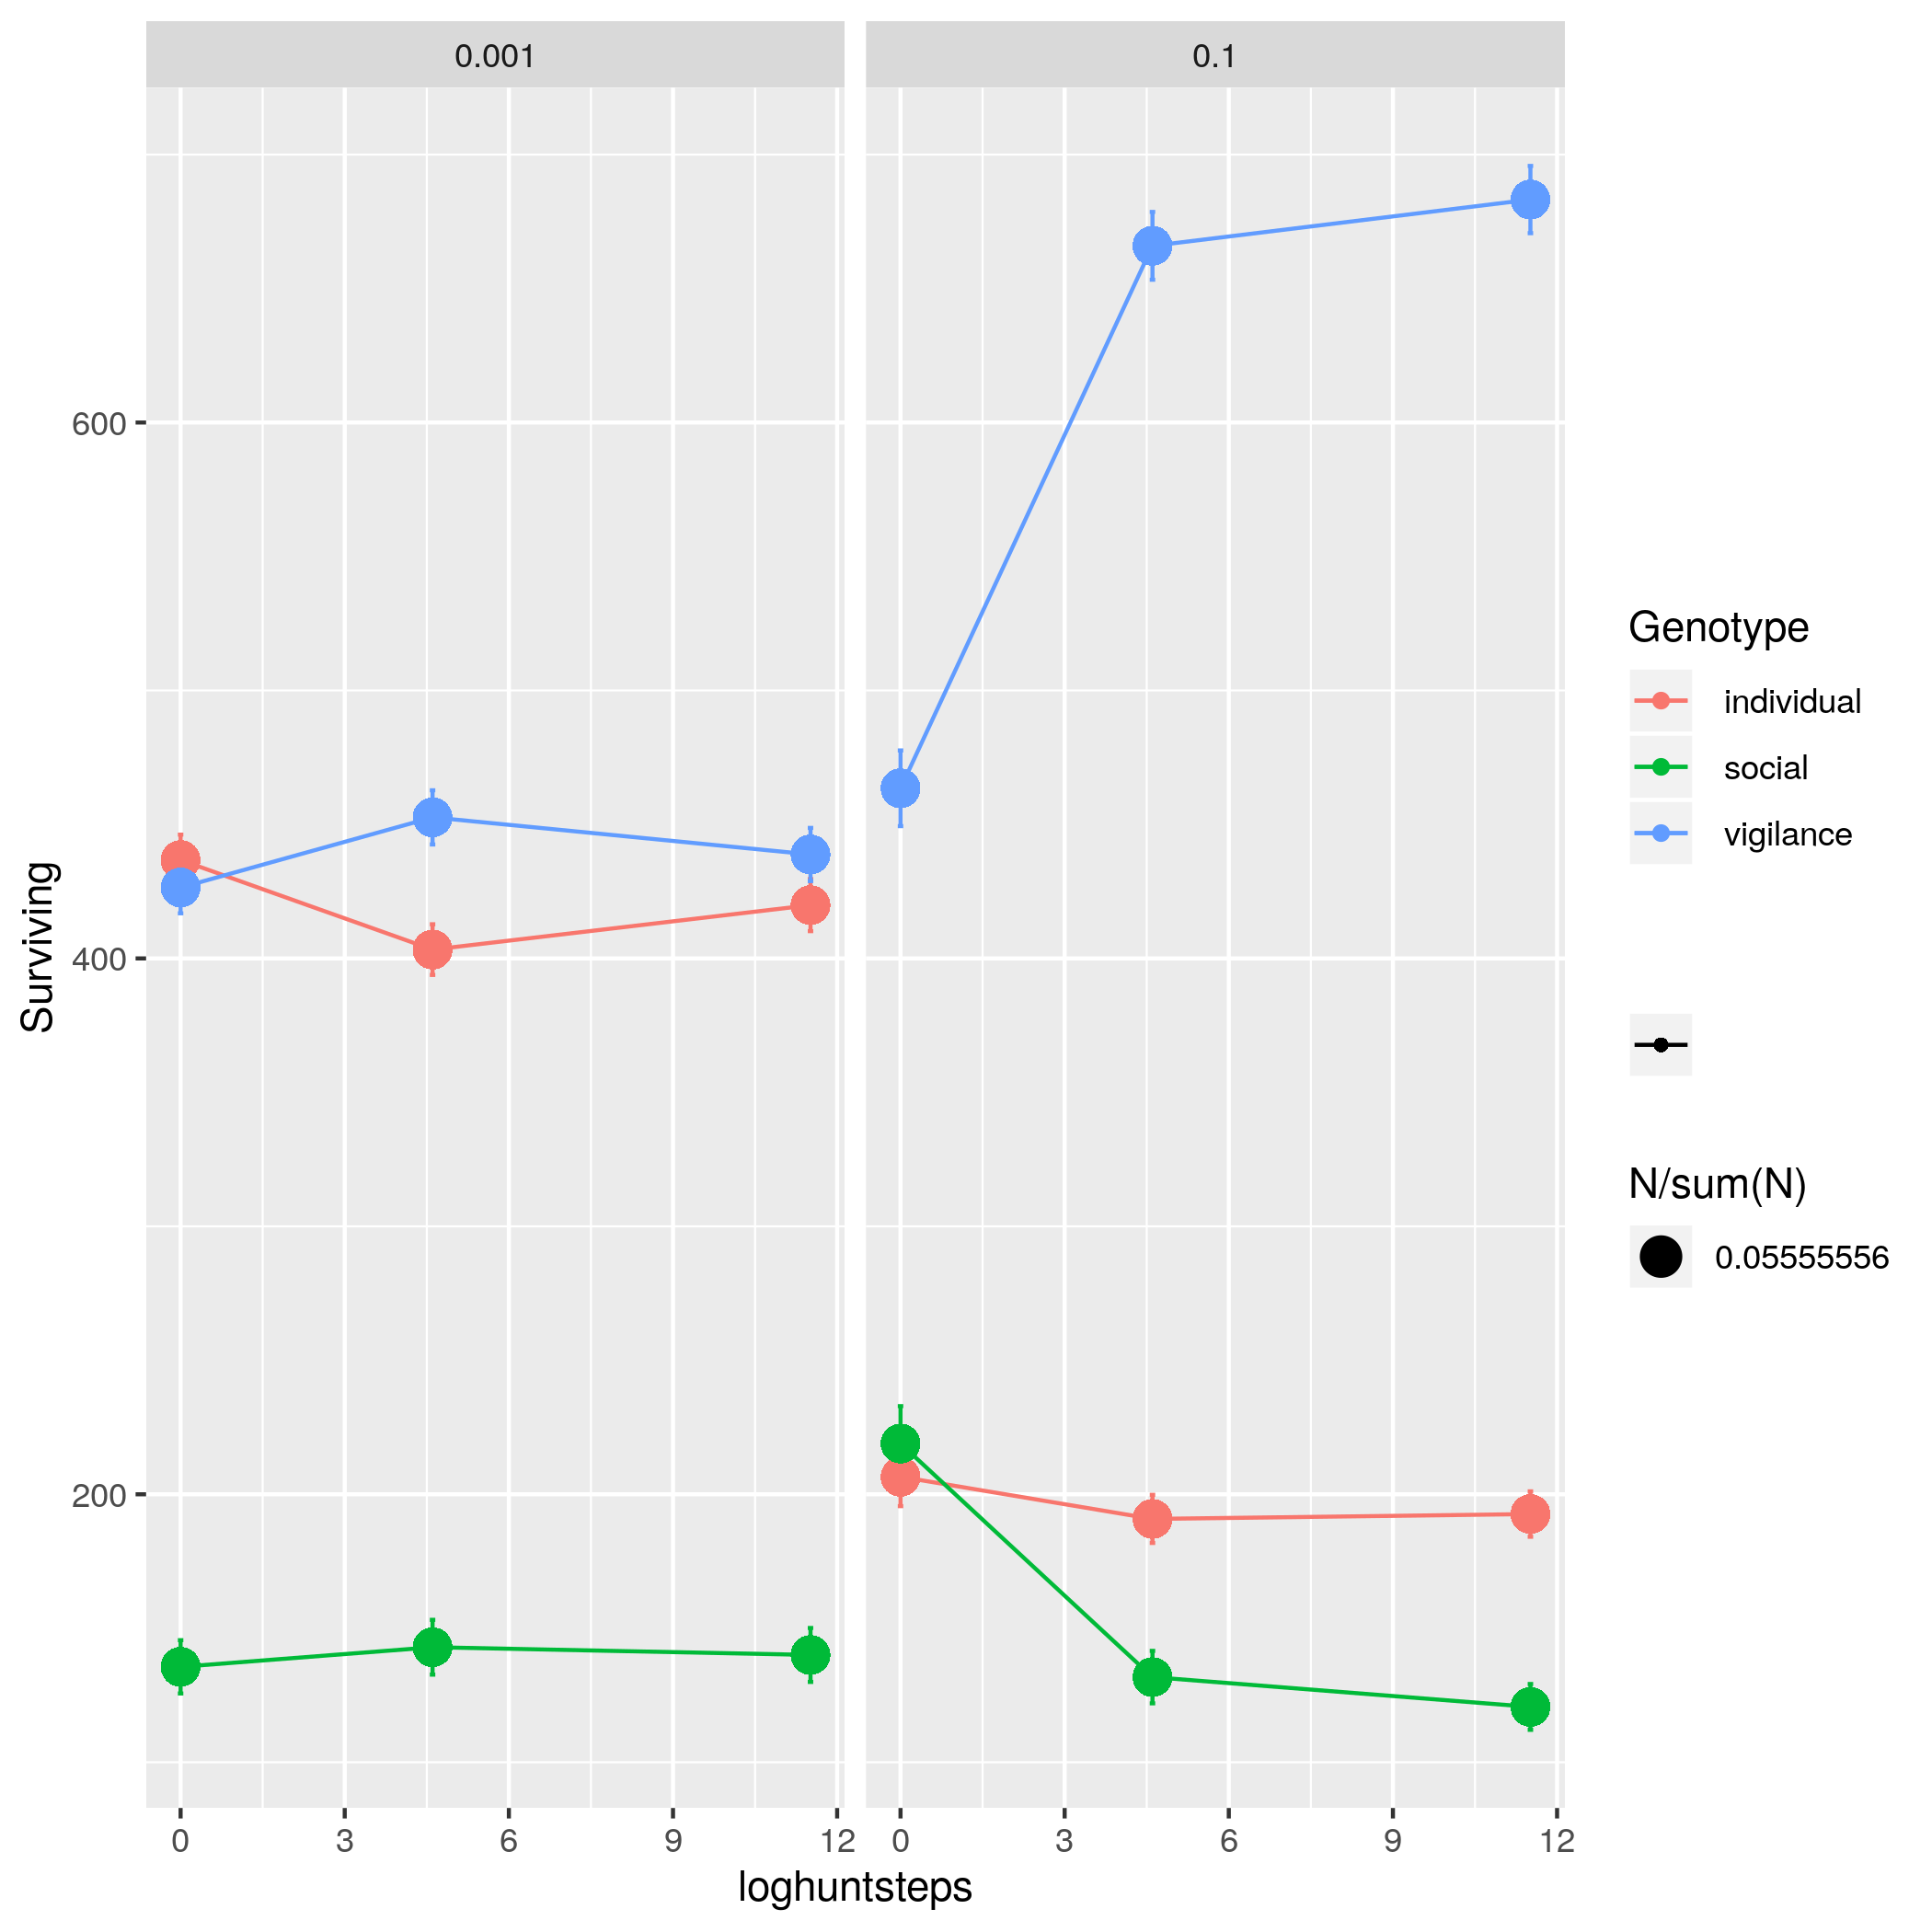 0.001
0.1
600
400
200
Surviving
0 3 6 9 12
0 3 6 9 12
loghuntsteps
Genotype
individual
social
vigilance
N/sum(N)
0.05555556